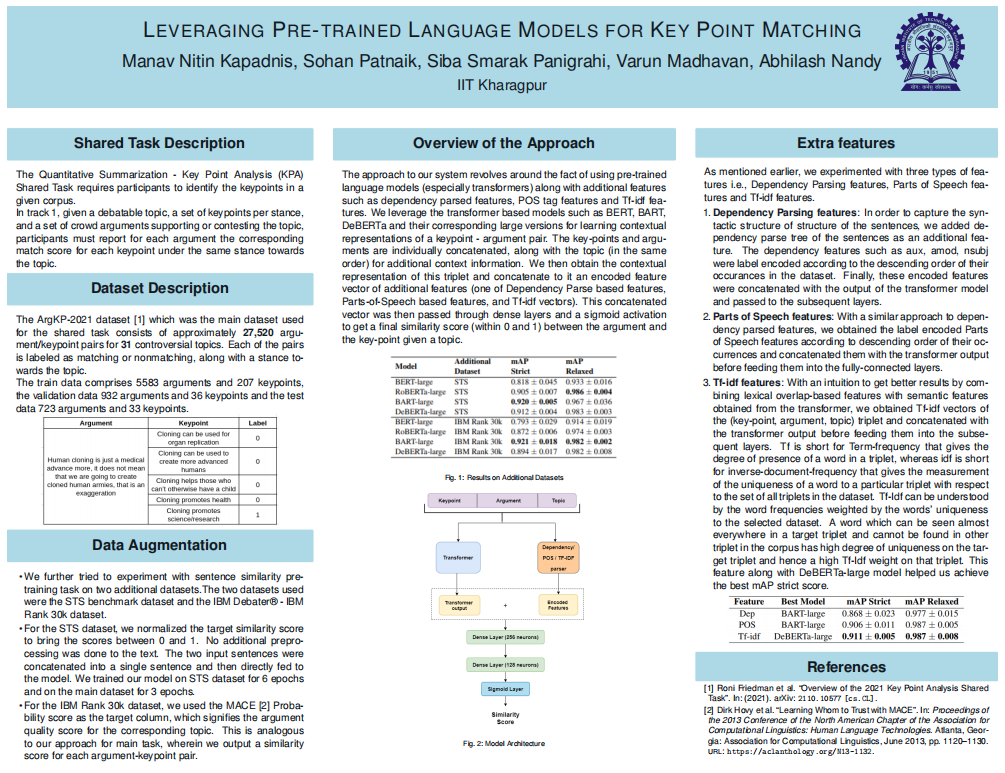 LEVERAGING PRE-TRAINED LANGUAGE MODELS FOR KEY POINT MATCHING
Manav Nitin Kapadnis, Sohan Patnaik, Siba Smarak Panigrahi, Varun Madhavan, Abhilash Nandy
IIT Kharagpur
Shared Task Description
The Quantitative Summarization - Key Point Analysis (KPA)
Shared Task requires participants to identify the keypoints in a
given corpus.
In track 1, given a debatable topic, a set of keypoints per stance,
and a set of crowd arguments supporting or contesting the topic,
participants must report for each argument the corresponding
match score for each keypoint under the same stance towards
the topic.
Dataset Description
The ArgKP-2021 dataset [1] which was the main dataset used
for the shared task consists of approximately 27,520 argu-
ment/keypoint pairs for 31 controversial topics. Each of the pairs
is labeled as matching or nonmatching, along with a stance to-
wards the topic.
The train data comprises 5583 arguments and 207 keypoints,
the validation data 932 arguments and 36 keypoints and the test
data 723 arguments and 33 keypoints.
Argument Keypoint Label
Human cloning is just a medical
advance more, it does not mean
that we are going to create
cloned human armies, that is an
exaggeration
Cloning can be used for
organ replication
0
Cloning can be used to
create more advanced
humans
0
Cloning helps those who
can't otherwise have a child
0
Cloning promotes health 0
Cloning promotes
science/research
1
Data Augmentation
• We further tried to experiment with sentence similarity pre-
training task on two additional datasets.The two datasets used
were the STS benchmark dataset and the IBM Debater® - IBM
Rank 30k dataset.
• For the STS dataset, we normalized the target similarity score
to bring the scores between 0 and 1. No additional prepro-
cessing was done to the text. The two input sentences were
concatenated into a single sentence and then directly fed to
the model. We trained our model on STS dataset for 6 epochs
and on the main dataset for 3 epochs.
• For the IBM Rank 30k dataset, we used the MACE [2] Proba-
bility score as the target column, which signifies the argument
quality score for the corresponding topic. This is analogous
to our approach for main task, wherein we output a similarity
score for each argument-keypoint pair.
Overview of the Approach
The approach to our system revolves around the fact of using pre-trained
language models (especially transformers) along with additional features
such as dependency parsed features, POS tag features and Tf-idf fea-
tures. We leverage the transformer based models such as BERT, BART,
DeBERTa and their corresponding large versions for learning contextual
representations of a keypoint - argument pair. The key-points and argu-
ments are individually concatenated, along with the topic (in the same
order) for additional context information. We then obtain the contextual
representation of this triplet and concatenate to it an encoded feature
vector of additional features (one of Dependency Parse based features,
Parts-of-Speech based features, and Tf-idf vectors). This concatenated
vector was then passed through dense layers and a sigmoid activation
to get a final similarity score (within 0 and 1) between the argument and
the key-point given a topic.
Model Additional Dataset mAP Strict mAP Relaxed
BERT-large STS 0.818 ± 0.045 0.933 ± 0.016
RoBERTa-large STS 0.905 ± 0.007 0.986 ± 0.004
BART-large STS 0.920 ± 0.005 0.967 ± 0.036
DeBERTa-large STS 0.912 ± 0.004 0.983 ± 0.003
BERT-large IBM Rank 30k 0.793 ± 0.029 0.914 ± 0.019
RoBERTa-large IBM Rank 30k 0.872 ± 0.006 0.974 ± 0.003
BART-large IBM Rank 30k 0.921 ± 0.018 0.982 ± 0.002
DeBERTa-large IBM Rank 30k 0.894 ± 0.017 0.982 ± 0.008
Fig. 1: Results on Additional Datasets
Keypoint Argument Topic
Transformer
Dependency/
POS / TF-IDF
parser
Transformer
output
+
Encoded
Features
Dense Layer (256 neurons)
Dense Layer (128 neurons)
Sigmoid Layer
Similarity
Score
Fig. 2: Model Architecture
Extra features
As mentioned earlier, we experimented with three types of fea-
tures i.e., Dependency Parsing features, Parts of Speech fea-
tures and Tf-idf features.
1. Dependency Parsing features: In order to capture the syn-
tactic structure of structure of the sentences, we added de-
pendency parse tree of the sentences as an additional fea-
ture. The dependency features such as aux, amod, nsubj
were label encoded according to the descending order of their
occurances in the dataset. Finally, these encoded features
were concatenated with the output of the transformer model
and passed to the subsequent layers.
2. Parts of Speech features: With a similar approach to depen-
dency parsed features, we obtained the label encoded Parts
of Speech features according to descending order of their oc-
currences and concatenated them with the transformer output
before feeding them into the fully-connected layers.
3. Tf-idf features: With an intuition to get better results by com-
bining lexical overlap-based features with semantic features
obtained from the transformer, we obtained Tf-idf vectors of
the (key-point, argument, topic) triplet and concatenated with
the transformer output before feeding them into the subse-
quent layers. Tf is short for Term-frequency that gives the
degree of presence of a word in a triplet, whereas idf is short
for inverse-document-frequency that gives the measurement
of the uniqueness of a word to a particular triplet with respect
to the set of all triplets in the dataset. Tf-Idf can be understood
by the word frequencies weighted by the words' uniqueness
to the selected dataset. A word which can be seen almost
everywhere in a target triplet and cannot be found in other
triplet in the corpus has high degree of uniqueness on the tar-
get triplet and hence a high Tf-Idf weight on that triplet. This
feature along with DeBERTa-large model helped us achieve
the best mAP strict score.
Feature Best Model mAP Strict mAP Relaxed
Dep BART-large 0.868 ± 0.023 0.977 ± 0.015
POS BART-large 0.906 ± 0.011 0.987 ± 0.005
Tf-idf DeBERTa-large 0.911 ± 0.005 0.987 ± 0.008
References
[1] Roni Friedman et al. "Overview of the 2021 Key Point Analysis Shared
Task". In: (2021). arXiv: 2110.10577 [cs.CL].
[2] Dirk Hovy et al. "Learning Whom to Trust with MACE". In: Proceedings of
the 2013 Conference of the North American Chapter of the Association for
Computational Linguistics: Human Language Technologies. Atlanta, Geor-
gia: Association for Computational Linguistics, June 2013, pp. 1120–1130.
URL: https://aclanthology.org/N13-1132.